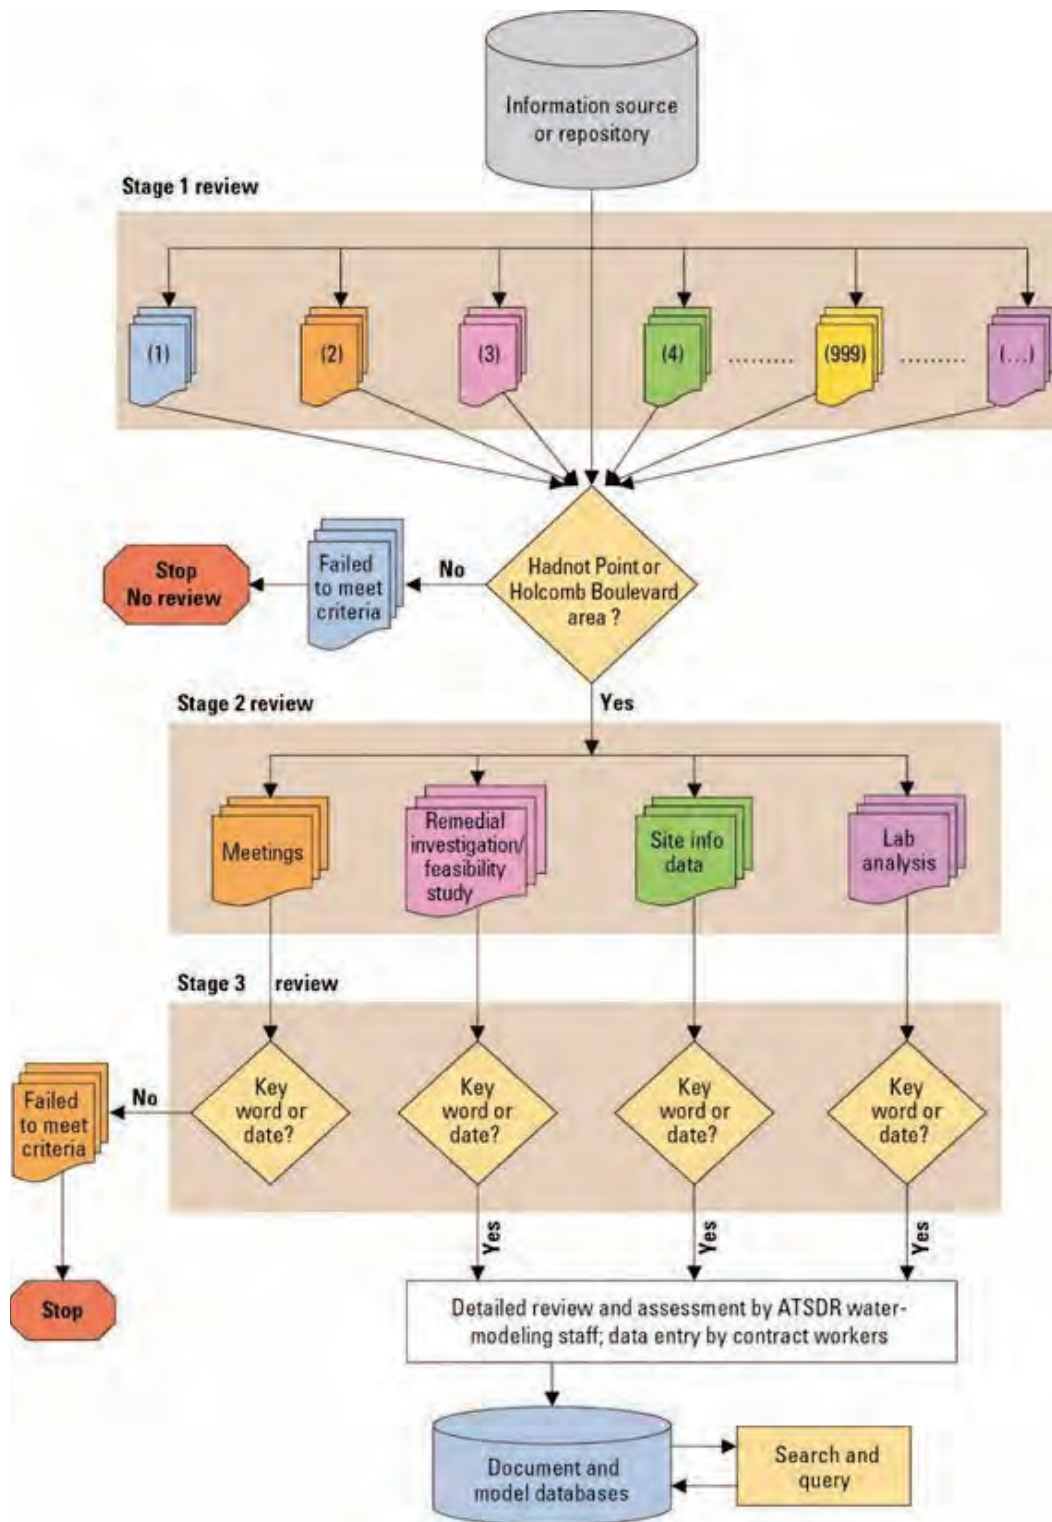 Information source
or repository
Stage 1 review
(1)
(2)
(3)
(4)
.........
(999)
.........
(...)
Hadnot Point or
Holcomb Boulevard
area ?
No
Failed
to meet
criteria
Stop
No review
Yes
Stage 2 review
Meetings
Remedial
investigation/
feasibility
study
Site info
data
Lab
analysis
Stage 3 review
Key
word or
date?
Key
word or
date?
Key
word or
date?
Key
word or
date?
No
Failed
to meet
criteria
Stop
Yes
Yes
Yes
Detailed review and assessment by ATSDR water-
modeling staff; data entry by contract workers
Document and
model databases
Search and
query